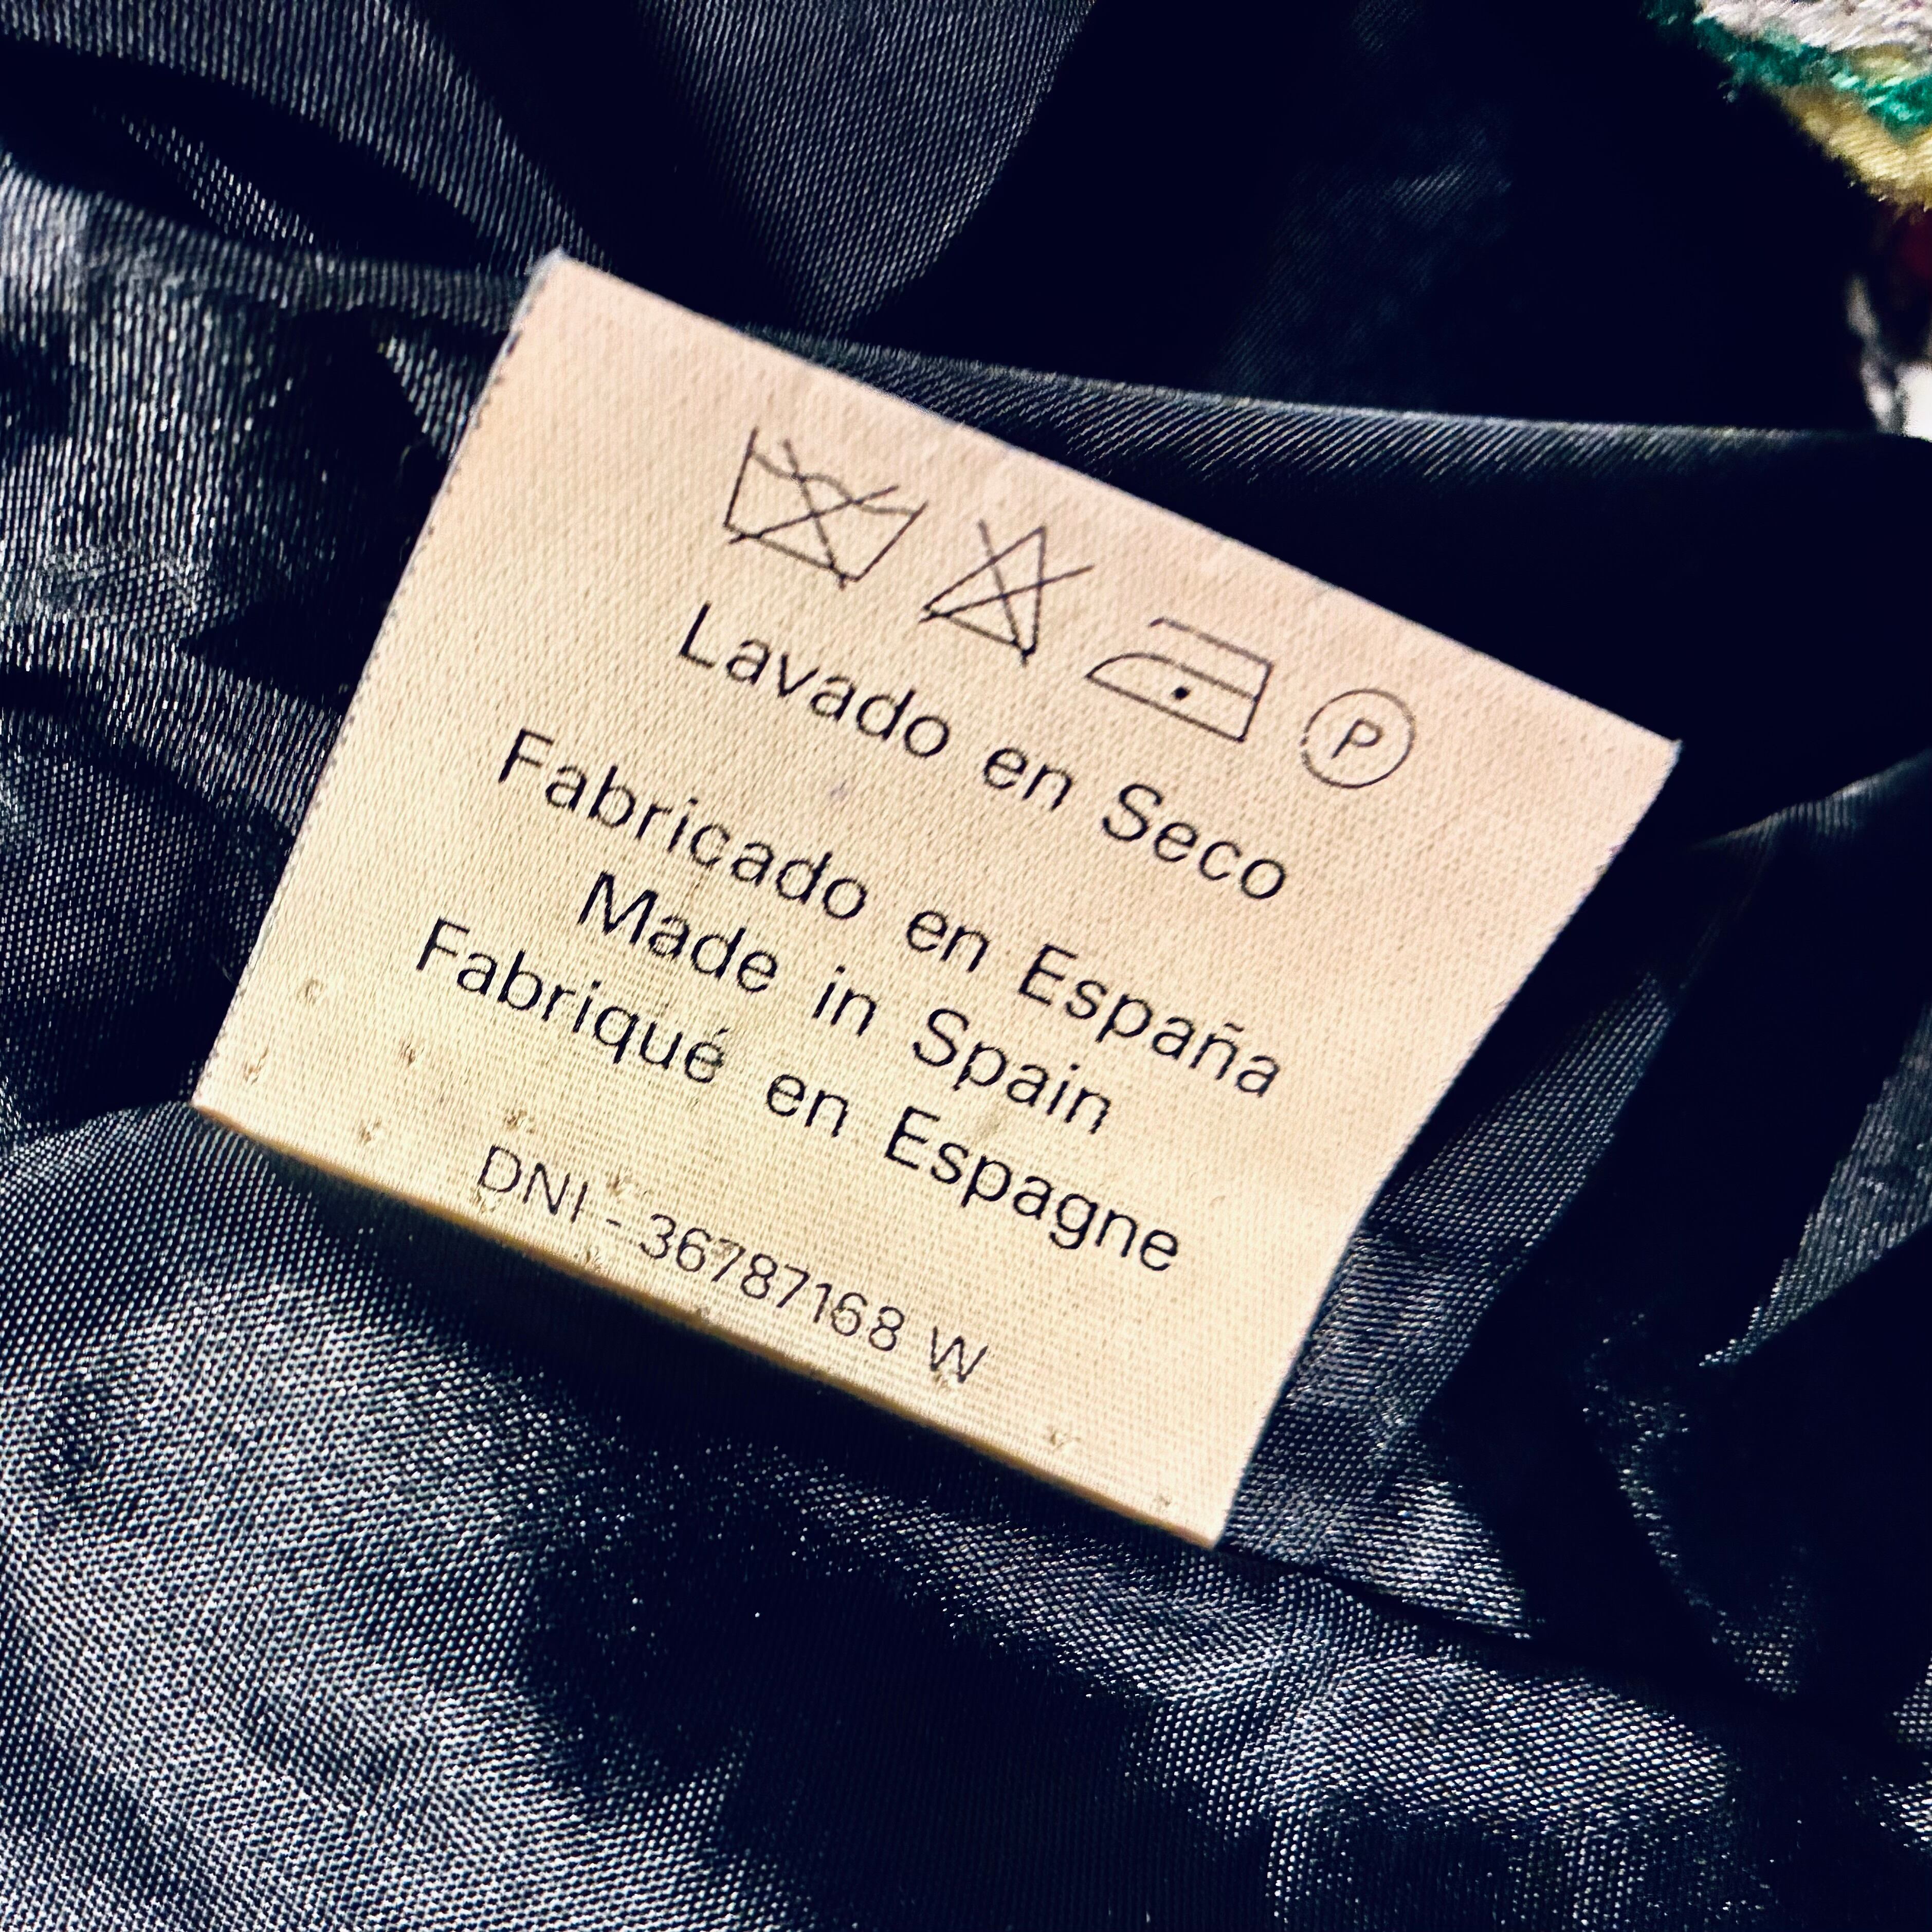 P
Lavado en Seco
Fabricado en España
Made in Spain
Fabriqué en Espagne
DNI - 36787168 W